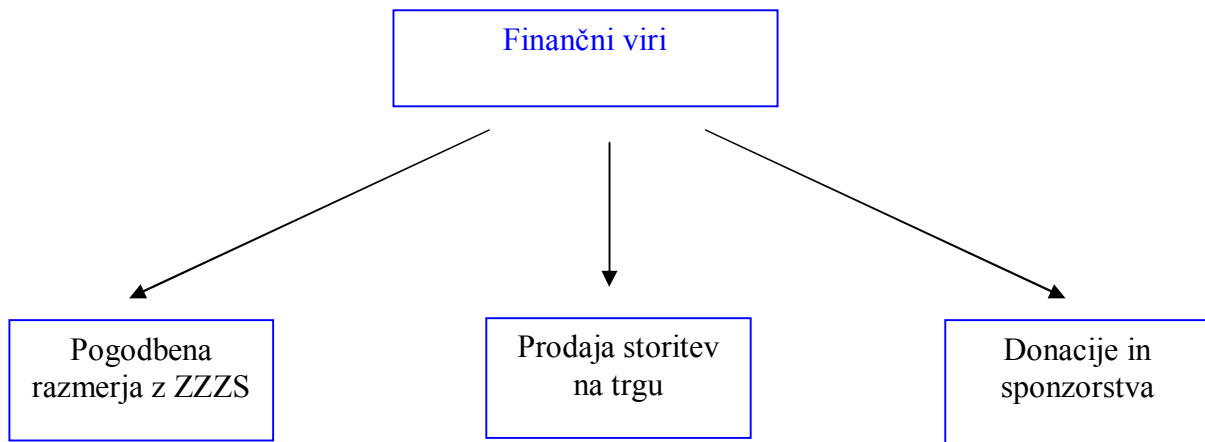 Finančni viri
Pogodbena
razmerja z ZZZS
Prodaja storitev
na trgu
Donacije in
sponzorstva